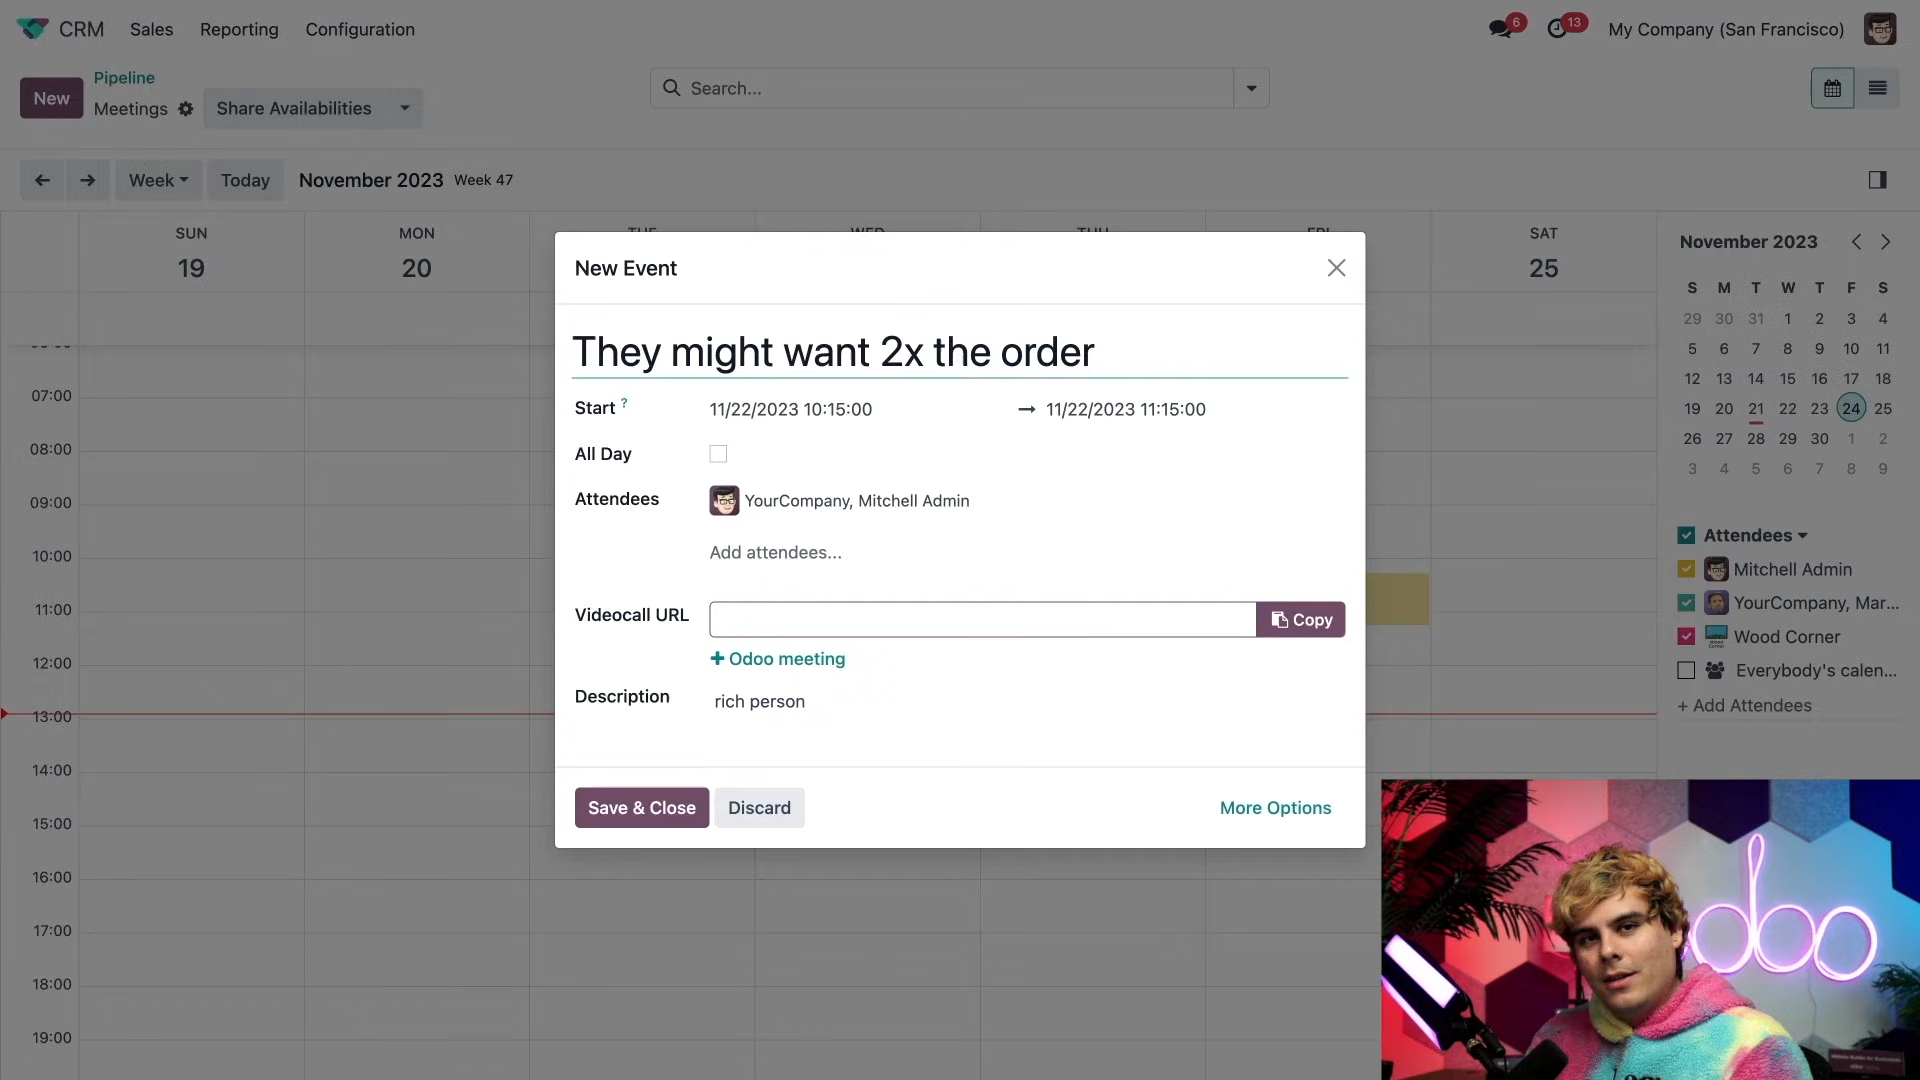 CRM Sales Reporting Configuration 6 13 My Company (San Francisco)
New Pipeline
Meetings Share Availabilities Search...
Week Today November 2023 Week 47
SUN MON TUE WED THU FRI SAT
19 20 25
07:00
08:00
09:00
10:00
11:00
12:00
13:00
14:00
15:00
16:00
17:00
18:00
19:00
New Event
They might want 2x the order
Start ? 11/22/2023 10:15:00 → 11/22/2023 11:15:00
All Day
Attendees YourCompany, Mitchell Admin
Add attendees...
Videocall URL Copy
+ Odoo meeting
Description rich person
Save & Close Discard More Options
November 2023
S M T W T F S
29 30 31 1 2 3 4
5 6 7 8 9 10 11
12 13 14 15 16 17 18
19 20 21 22 23 24 25
26 27 28 29 30 1 2
3 4 5 6 7 8 9
Attendees
Mitchell Admin
YourCompany, Mar...
Wood Corner
Everybody's calen...
+ Add Attendees
odoo